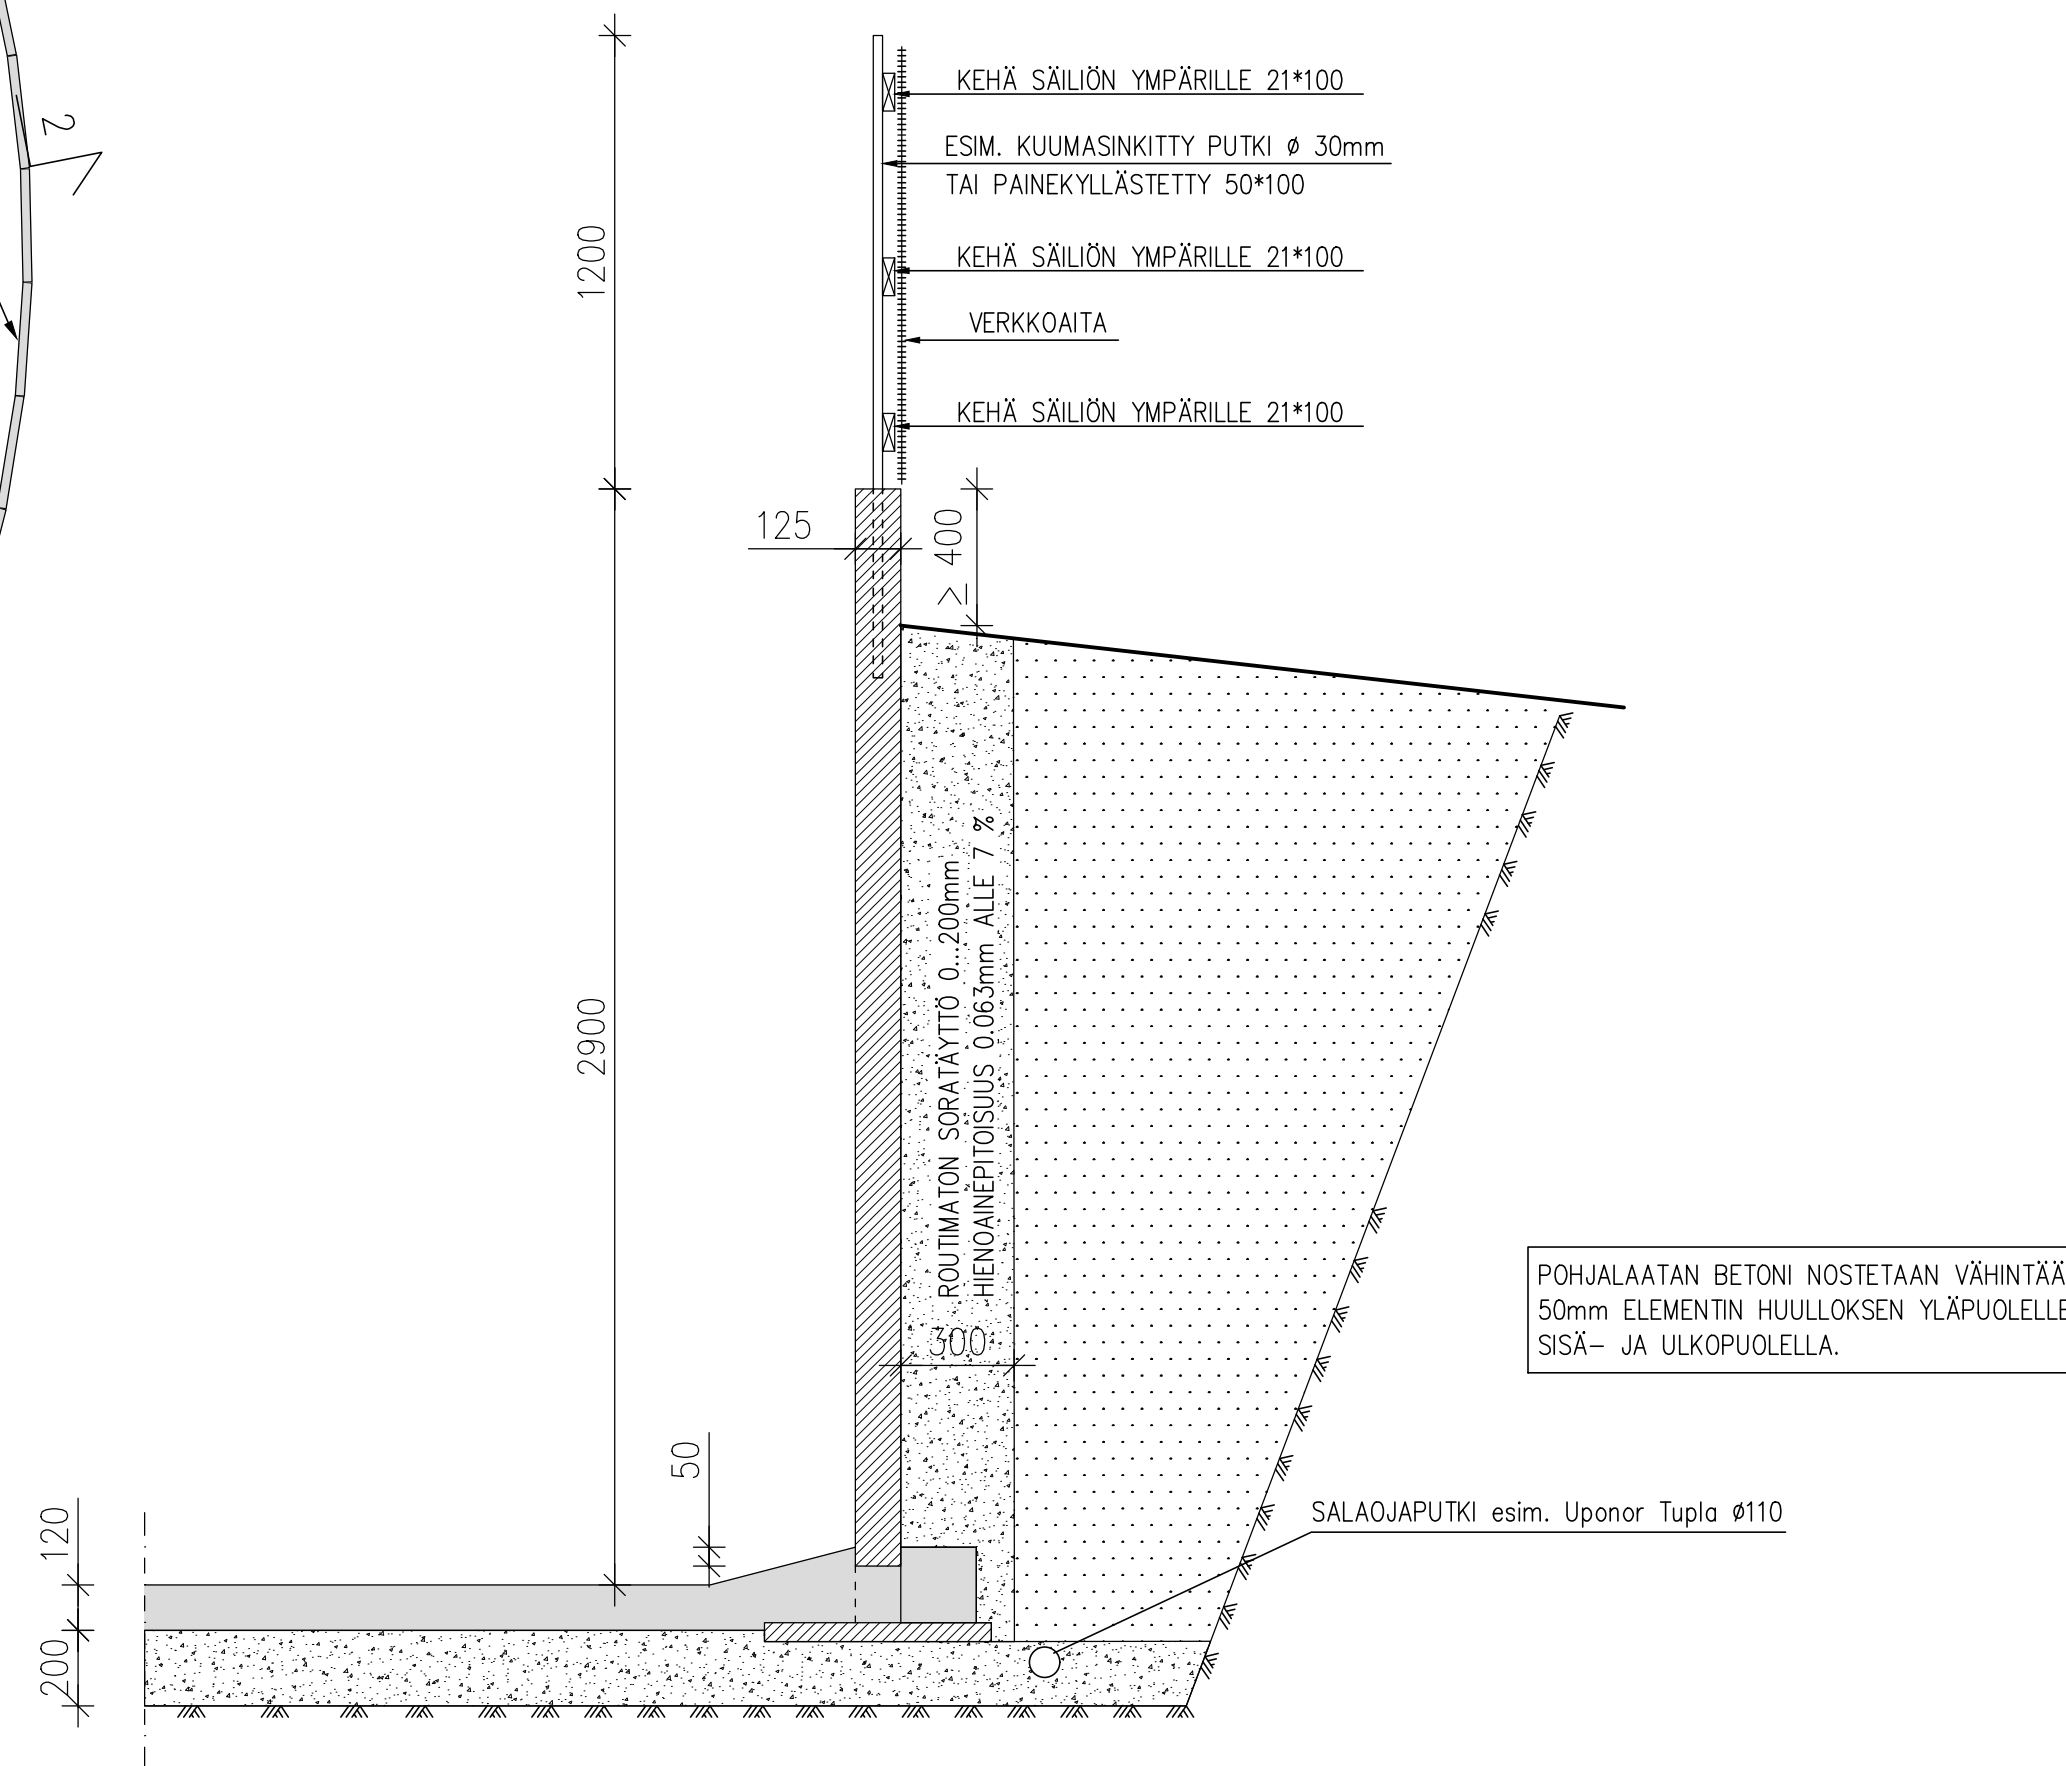 2
1200
KEHÄ SÄILIÖN YMPÄRILLE 21*100
ESIM. KUUMASINKITTY PUTKI ø 30mm
TAI PAINEKYLLÄSTETTY 50*100
KEHÄ SÄILIÖN YMPÄRILLE 21*100
VERKKOAITA
KEHÄ SÄILIÖN YMPÄRILLE 21*100
125
≥ 400
2900
ROUTIMATON SORATÄYTTÖ 0...200mm
HIENOAINEPITOISUUS 0.063mm ALLE 7 %
300
POHJALAATAN BETONI NOSTETAAN VÄHINTÄÄ
50mm ELEMENTIN HUULLOKSEN YLÄPUOLELLE
SISÄ- JA ULKOPUOLELLA.
50
SALAOJAPUTKI esim. Uponor Tupla ø110
120
200